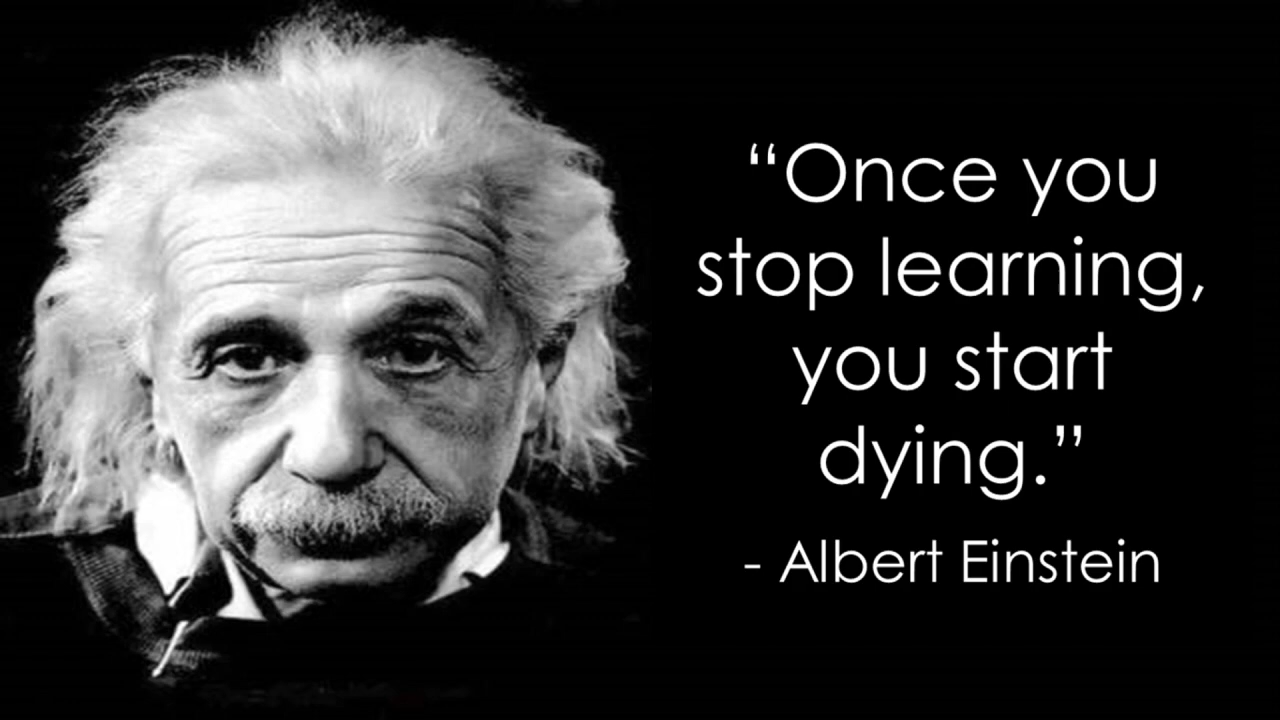 “Once you
stop learning,
you start
dying.”
- Albert Einstein